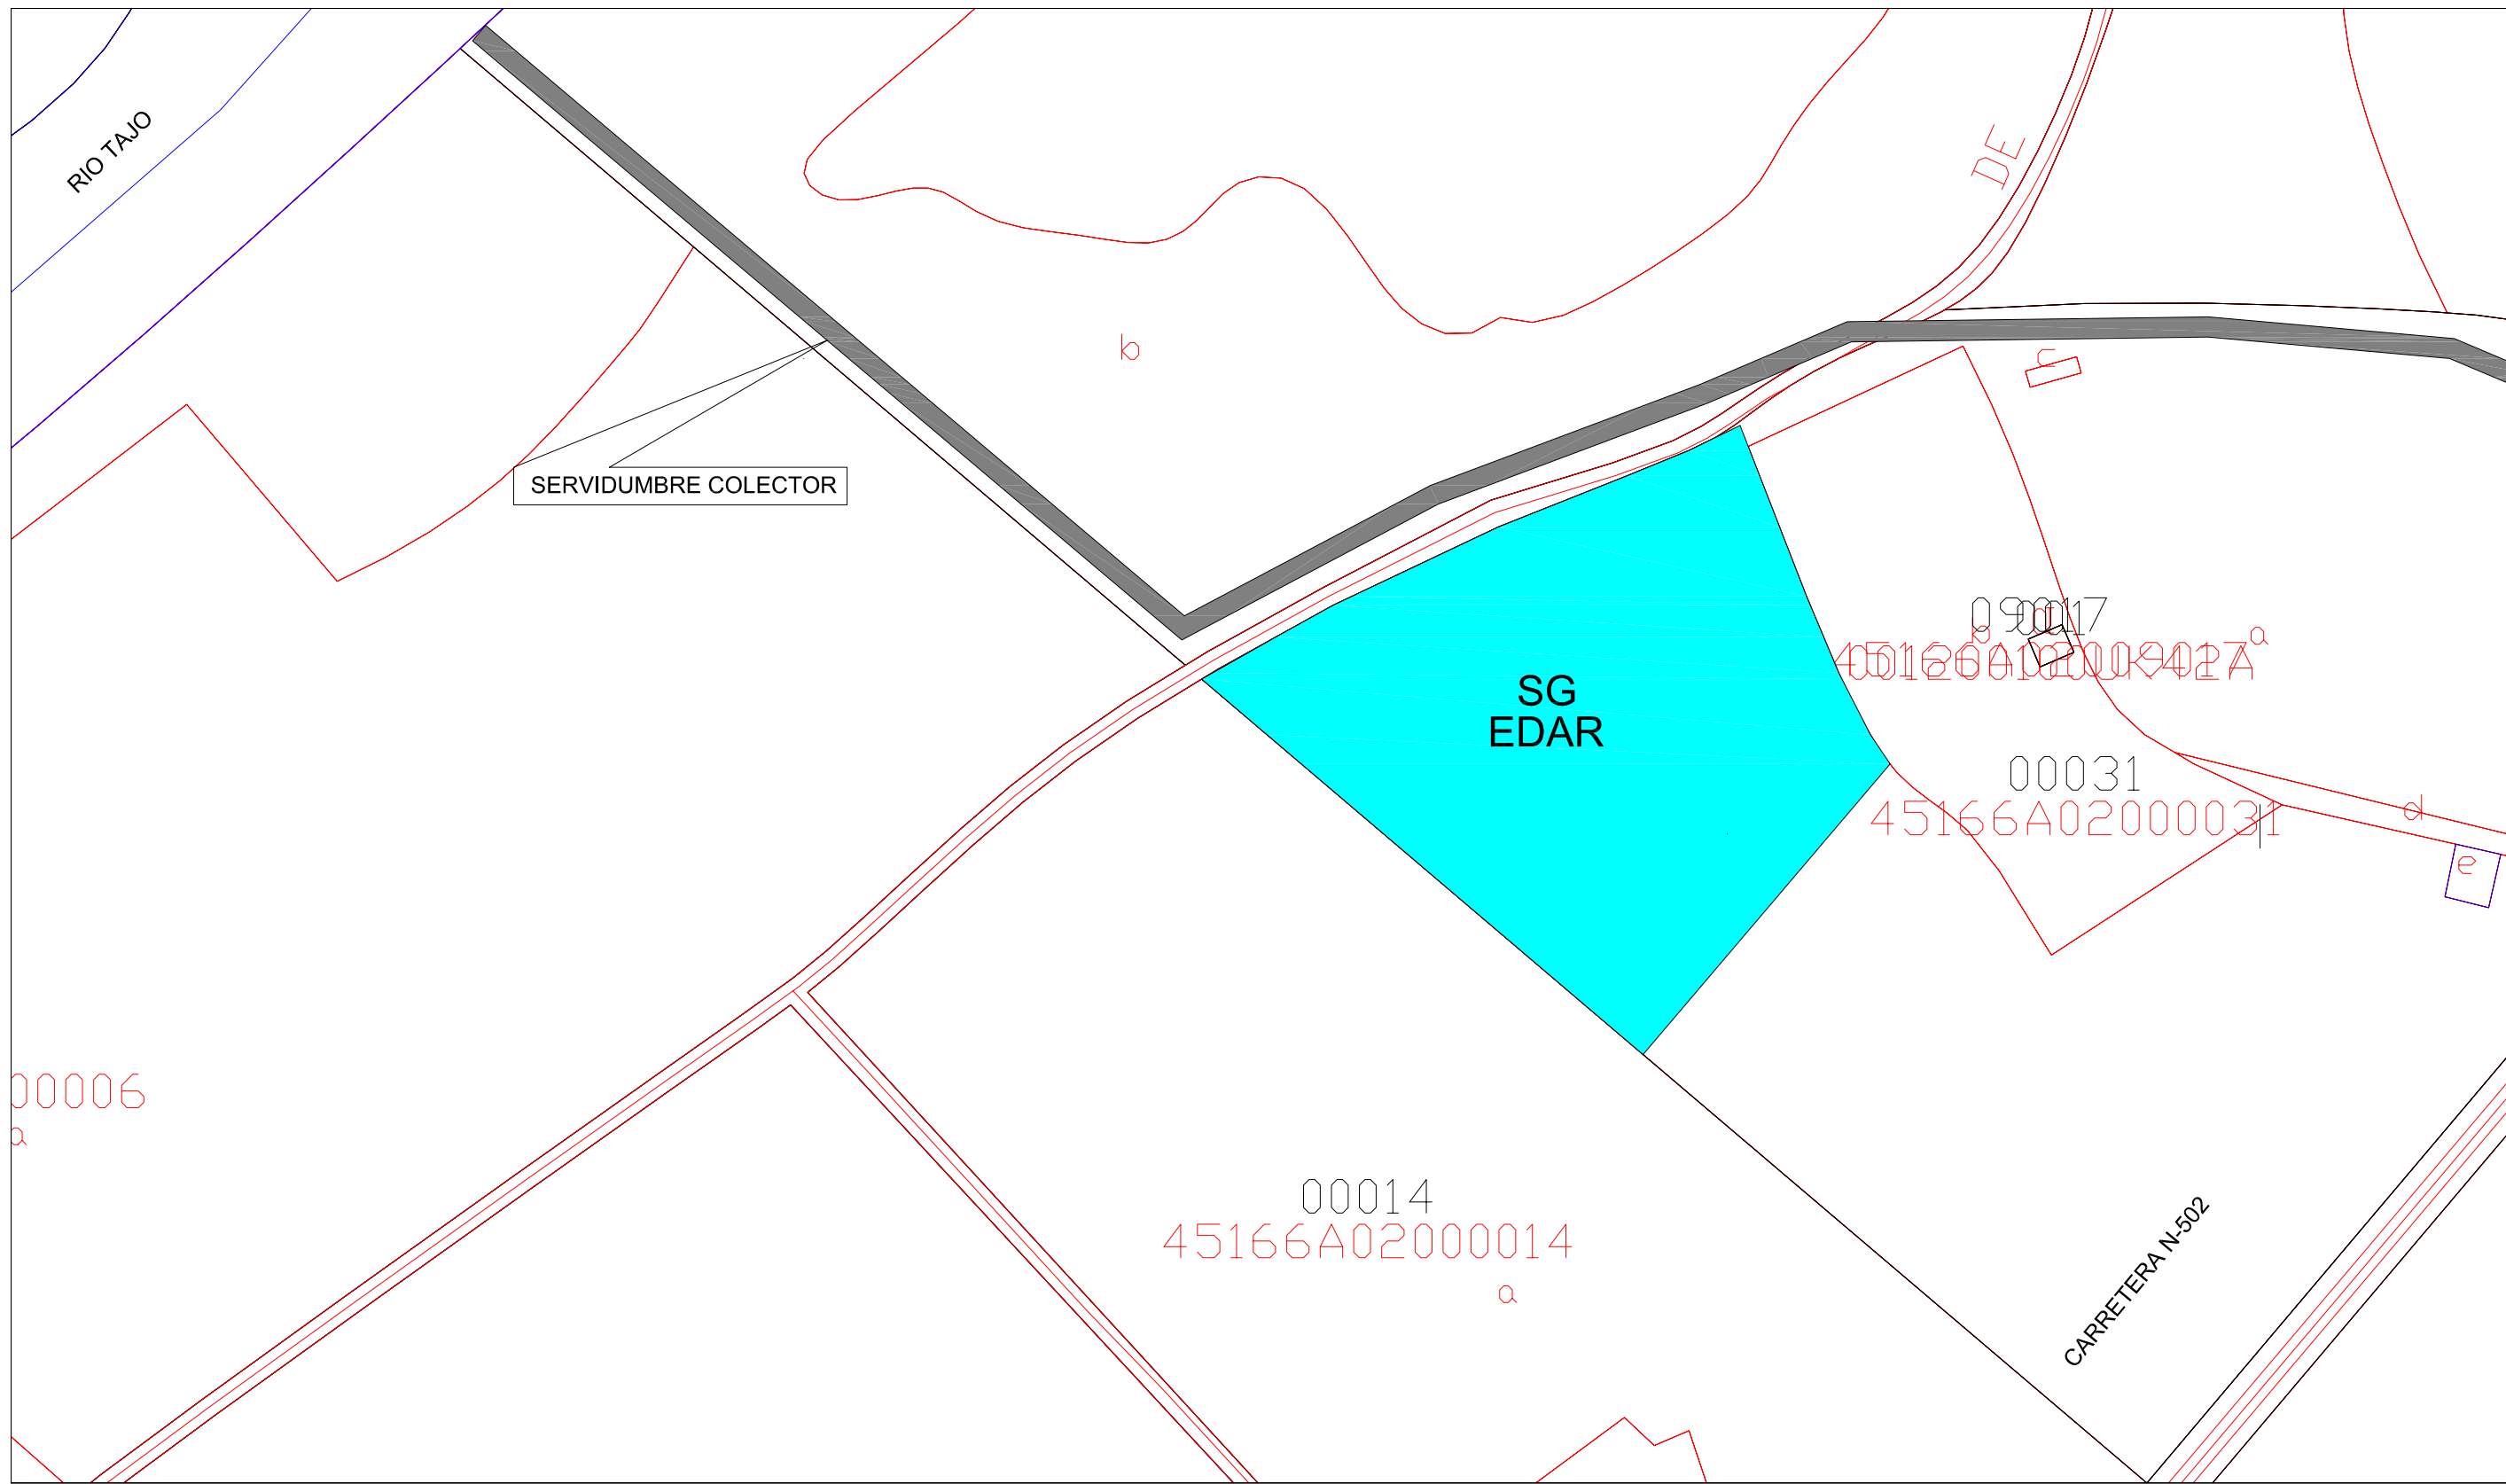 RIO TAJO
DE
b
c
SERVIDUMBRE COLECTOR
a
SG
EDAR
00031
45166A02000031
d
e
00006
a
00014
45166A02000014
a
CARRETERA N-502